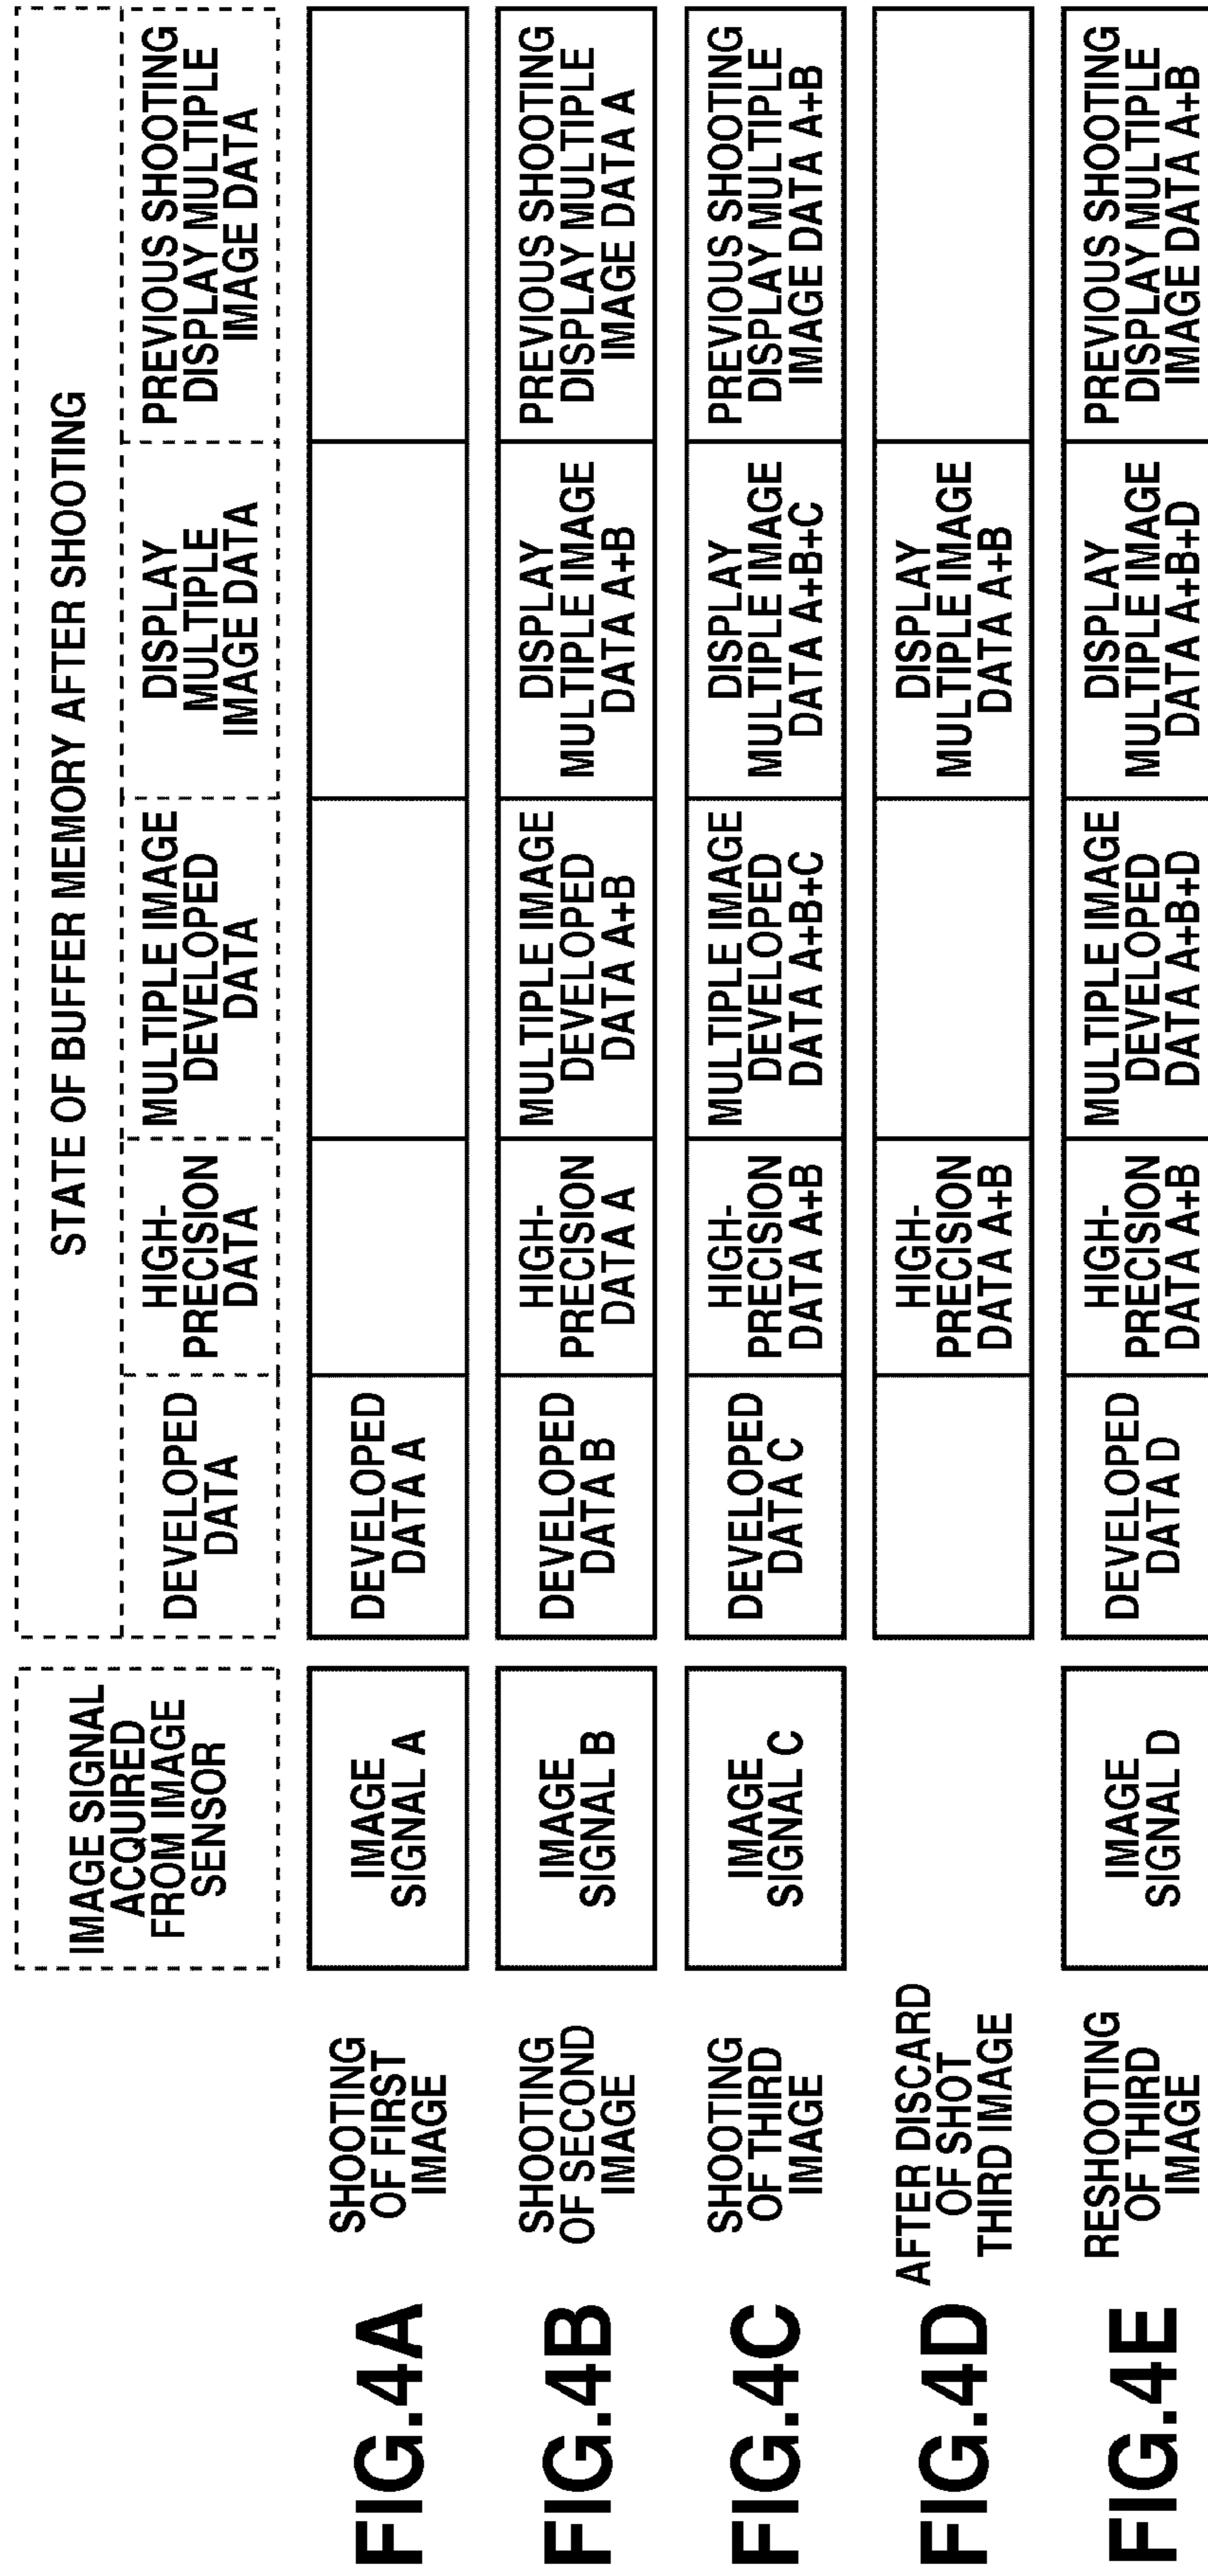 IMAGE SIGNAL
ACQUIRED
FROM IMAGE
SENSOR
STATE OF BUFFER MEMORY AFTER SHOOTING
DEVELOPED
DATA
HIGH-
PRECISION
DATA
MULTIPLE IMAGE
DEVELOPED
DATA
DISPLAY
MULTIPLE
IMAGE DATA
PREVIOUS SHOOTING
DISPLAY MULTIPLE
IMAGE DATA
FIG.4A
SHOOTING
OF FIRST
IMAGE
IMAGE
SIGNAL A
DEVELOPED
DATA A
FIG.4B
SHOOTING
OF SECOND
IMAGE
IMAGE
SIGNAL B
DEVELOPED
DATA B
HIGH-
PRECISION
DATA A
MULTIPLE IMAGE
DEVELOPED
DATA A+B
DISPLAY
MULTIPLE IMAGE
DATA A+B
PREVIOUS SHOOTING
DISPLAY MULTIPLE
IMAGE DATA A
FIG.4C
SHOOTING
OF THIRD
IMAGE
IMAGE
SIGNAL C
DEVELOPED
DATA C
HIGH-
PRECISION
DATA A+B
MULTIPLE IMAGE
DEVELOPED
DATA A+B+C
DISPLAY
MULTIPLE IMAGE
DATA A+B+C
PREVIOUS SHOOTING
DISPLAY MULTIPLE
IMAGE DATA A+B
FIG.4D
AFTER DISCARD
OF SHOT
THIRD IMAGE
HIGH-
PRECISION
DATA A+B
DISPLAY
MULTIPLE IMAGE
DATA A+B
FIG.4E
RESHOOTING
OF THIRD
IMAGE
IMAGE
SIGNAL D
DEVELOPED
DATA D
HIGH-
PRECISION
DATA A+B
MULTIPLE IMAGE
DEVELOPED
DATA A+B+D
DISPLAY
MULTIPLE IMAGE
DATA A+B+D
PREVIOUS SHOOTING
DISPLAY MULTIPLE
IMAGE DATA A+B